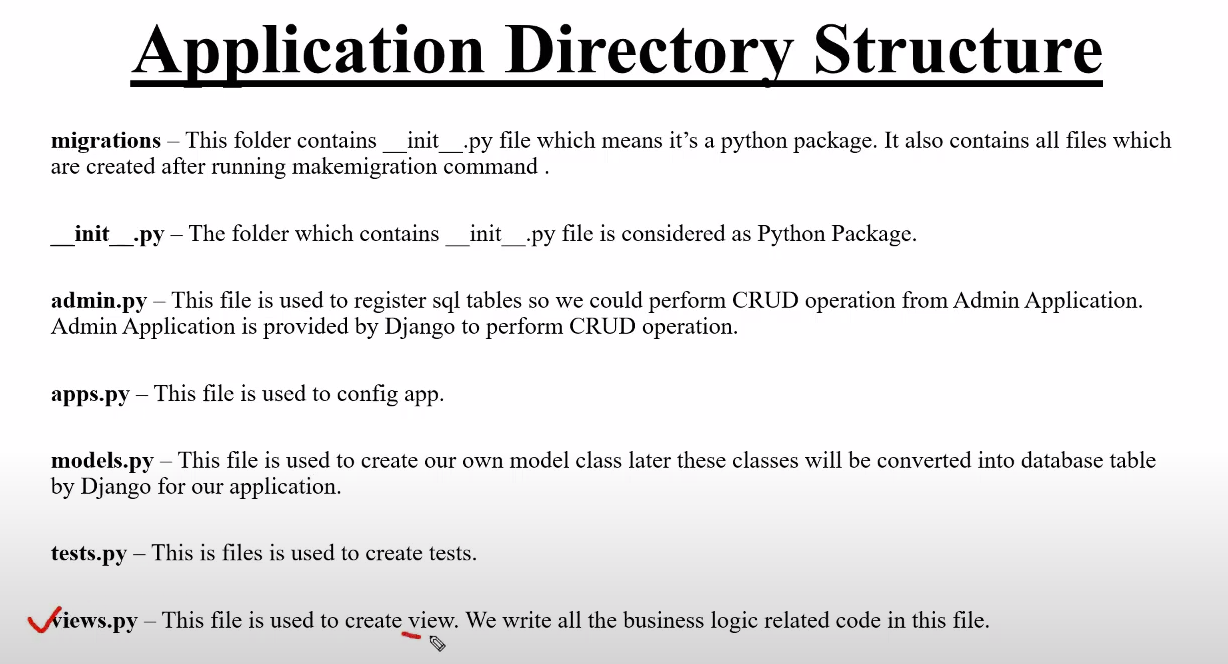 Application Directory Structure
migrations – This folder contains __init__.py file which means it’s a python package. It also contains all files which
are created after running makemigration command .
__init__.py – The folder which contains __init__.py file is considered as Python Package.
admin.py – This file is used to register sql tables so we could perform CRUD operation from Admin Application.
Admin Application is provided by Django to perform CRUD operation.
apps.py – This file is used to config app.
models.py – This file is used to create our own model class later these classes will be converted into database table
by Django for our application.
tests.py – This is files is used to create tests.
views.py – This file is used to create view. We write all the business logic related code in this file.